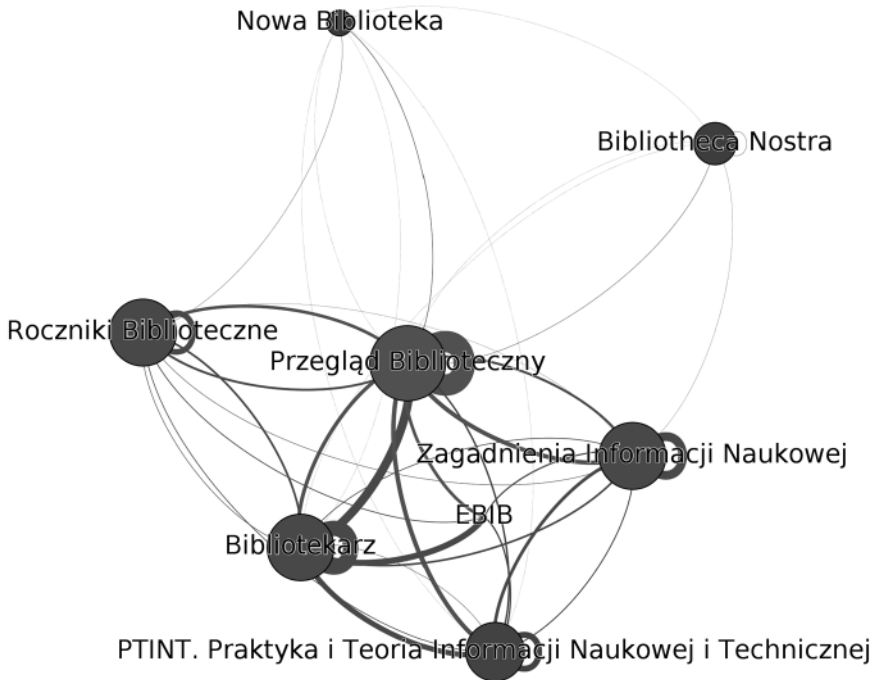 Nowa Biblioteka
Bibliotheca Nostra
Roczniki Biblioteczne
Przegląd Biblioteczny
Zagadnienia Informacji Naukowej
EBIB
Bibliotekarz
PTINT. Praktyka i Teoria Informacji Naukowej i Technicznej